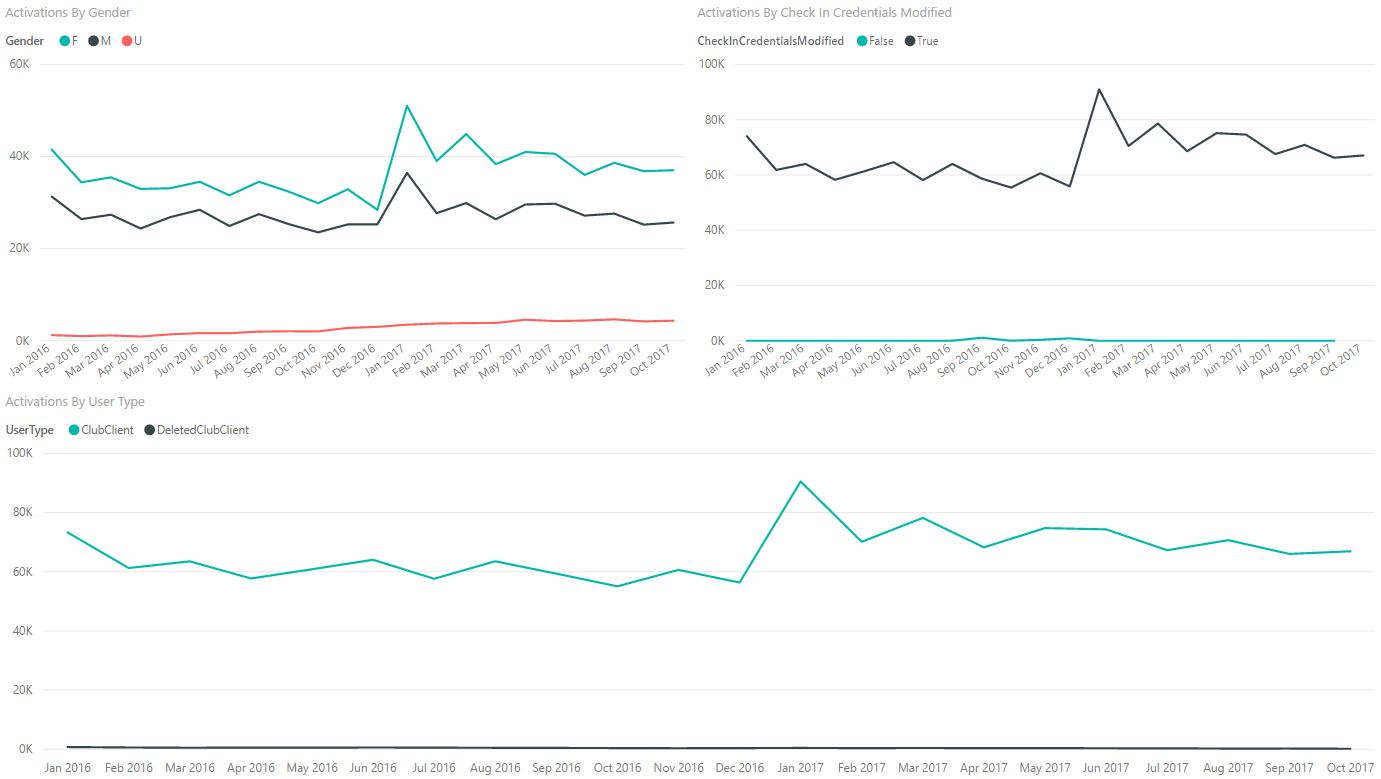 Activations By Gender
Gender F M U
60K
40K
20K
0K
Jan 2016 Feb 2016 Mar 2016 Apr 2016 May 2016 Jun 2016 Jul 2016 Aug 2016 Sep 2016 Oct 2016 Nov 2016 Dec 2016 Jan 2017 Feb 2017 Mar 2017 Apr 2017 May 2017 Jun 2017 Jul 2017 Aug 2017 Sep 2017 Oct 2017
Activations By Check In Credentials Modified
CheckInCredentialsModified False True
100K
80K
60K
40K
20K
0K
Jan 2016 Feb 2016 Mar 2016 Apr 2016 May 2016 Jun 2016 Jul 2016 Aug 2016 Sep 2016 Oct 2016 Nov 2016 Dec 2016 Jan 2017 Feb 2017 Mar 2017 Apr 2017 May 2017 Jun 2017 Jul 2017 Aug 2017 Sep 2017 Oct 2017
Activations By User Type
UserType ClubClient DeletedClubClient
100K
80K
60K
40K
20K
0K
Jan 2016 Feb 2016 Mar 2016 Apr 2016 May 2016 Jun 2016 Jul 2016 Aug 2016 Sep 2016 Oct 2016 Nov 2016 Dec 2016 Jan 2017 Feb 2017 Mar 2017 Apr 2017 May 2017 Jun 2017 Jul 2017 Aug 2017 Sep 2017 Oct 2017